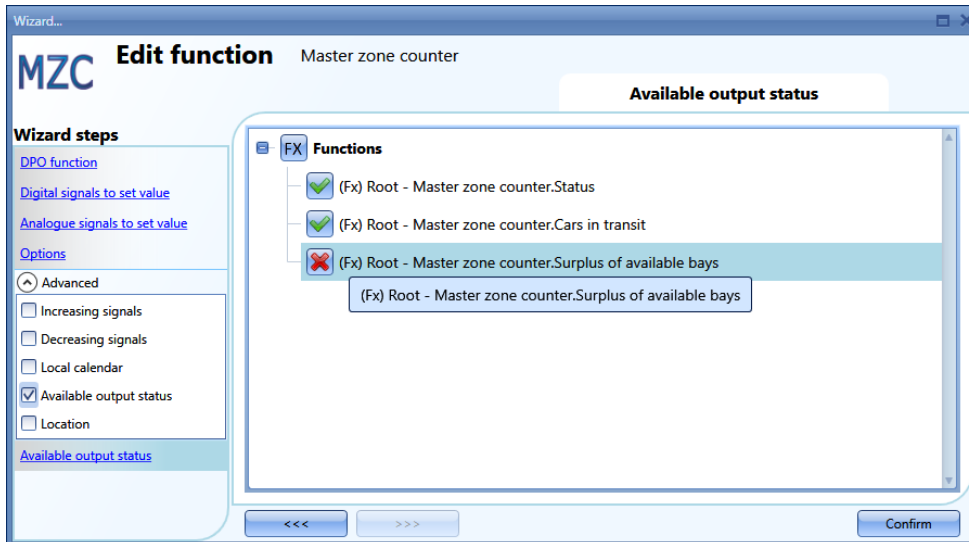 Wizard...
MZC
Edit function
Master zone counter
Available output status
Wizard steps
DPO function
Digital signals to set value
Analogue signals to set value
Options
Advanced
Increasing signals
Decreasing signals
Local calendar
Available output status
Location
Available output status
FX Functions
(Fx) Root - Master zone counter.Status
(Fx) Root - Master zone counter.Cars in transit
(Fx) Root - Master zone counter.Surplus of available bays
(Fx) Root - Master zone counter.Surplus of available bays
<<<
>>>
Confirm